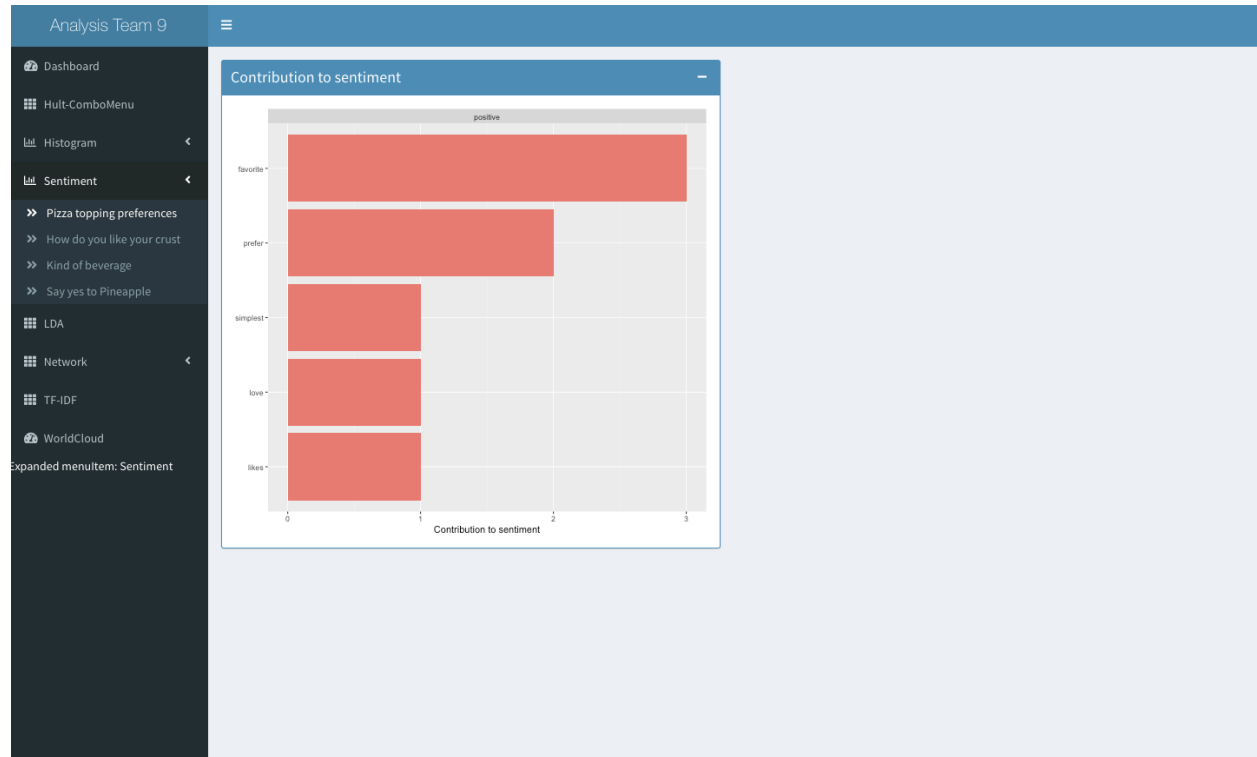 Analysis Team 9
Dashboard
Hult-ComboMenu
Histogram
Sentiment
Pizza topping preferences
How do you like your crust
Kind of beverage
Say yes to Pineapple
LDA
Network
TF-IDF
WorldCloud
Expanded menuItem: Sentiment
Contribution to sentiment
positive
favorite
prefer
simplest
love
likes
0 1 2 3
Contribution to sentiment